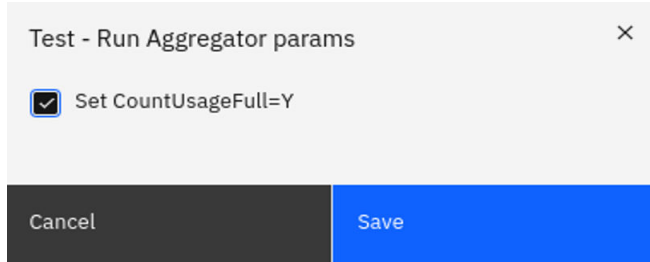 Test - Run Aggregator params
Set CountUsageFull=Y
Cancel
Save